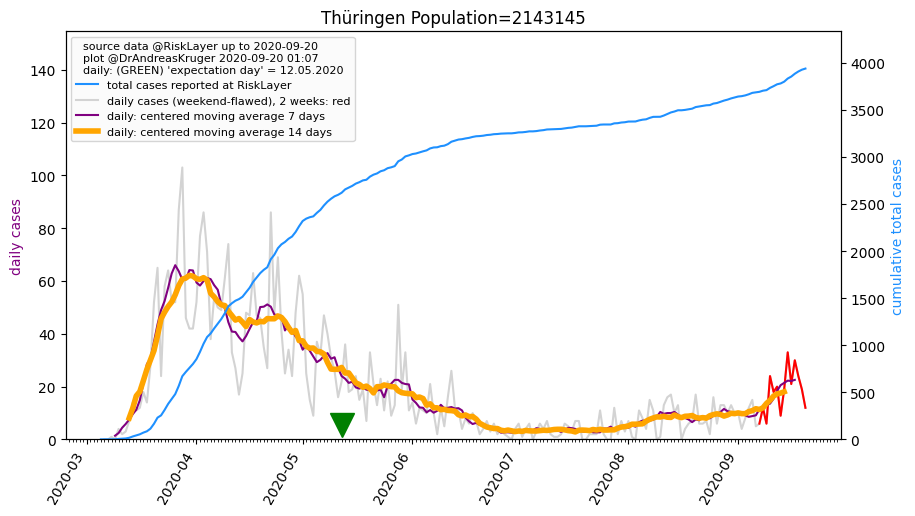 Thüringen Population=2143145
source data @RiskLayer up to 2020-09-20
plot @DrAndreasKruger 2020-09-20 01:07
daily: (GREEN) 'expectation day' = 12.05.2020
total cases reported at RiskLayer
daily cases (weekend-flawed), 2 weeks: red
daily: centered moving average 7 days
daily: centered moving average 14 days
daily cases
140
120
100
80
60
40
20
0
cumulative total cases
4000
3500
3000
2500
2000
1500
1000
500
0
2020-03
2020-04
2020-05
2020-06
2020-07
2020-08
2020-09